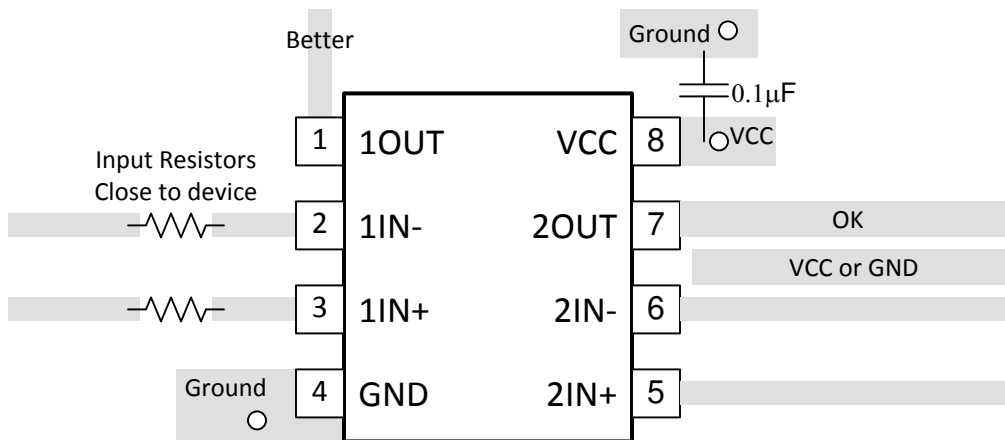 Better
Ground
0.1μF
1 1OUT VCC 8 VCC
Input Resistors
Close to device
2 1IN- 2OUT 7 OK
VCC or GND
3 1IN+ 2IN- 6
Ground
4 GND 2IN+ 5